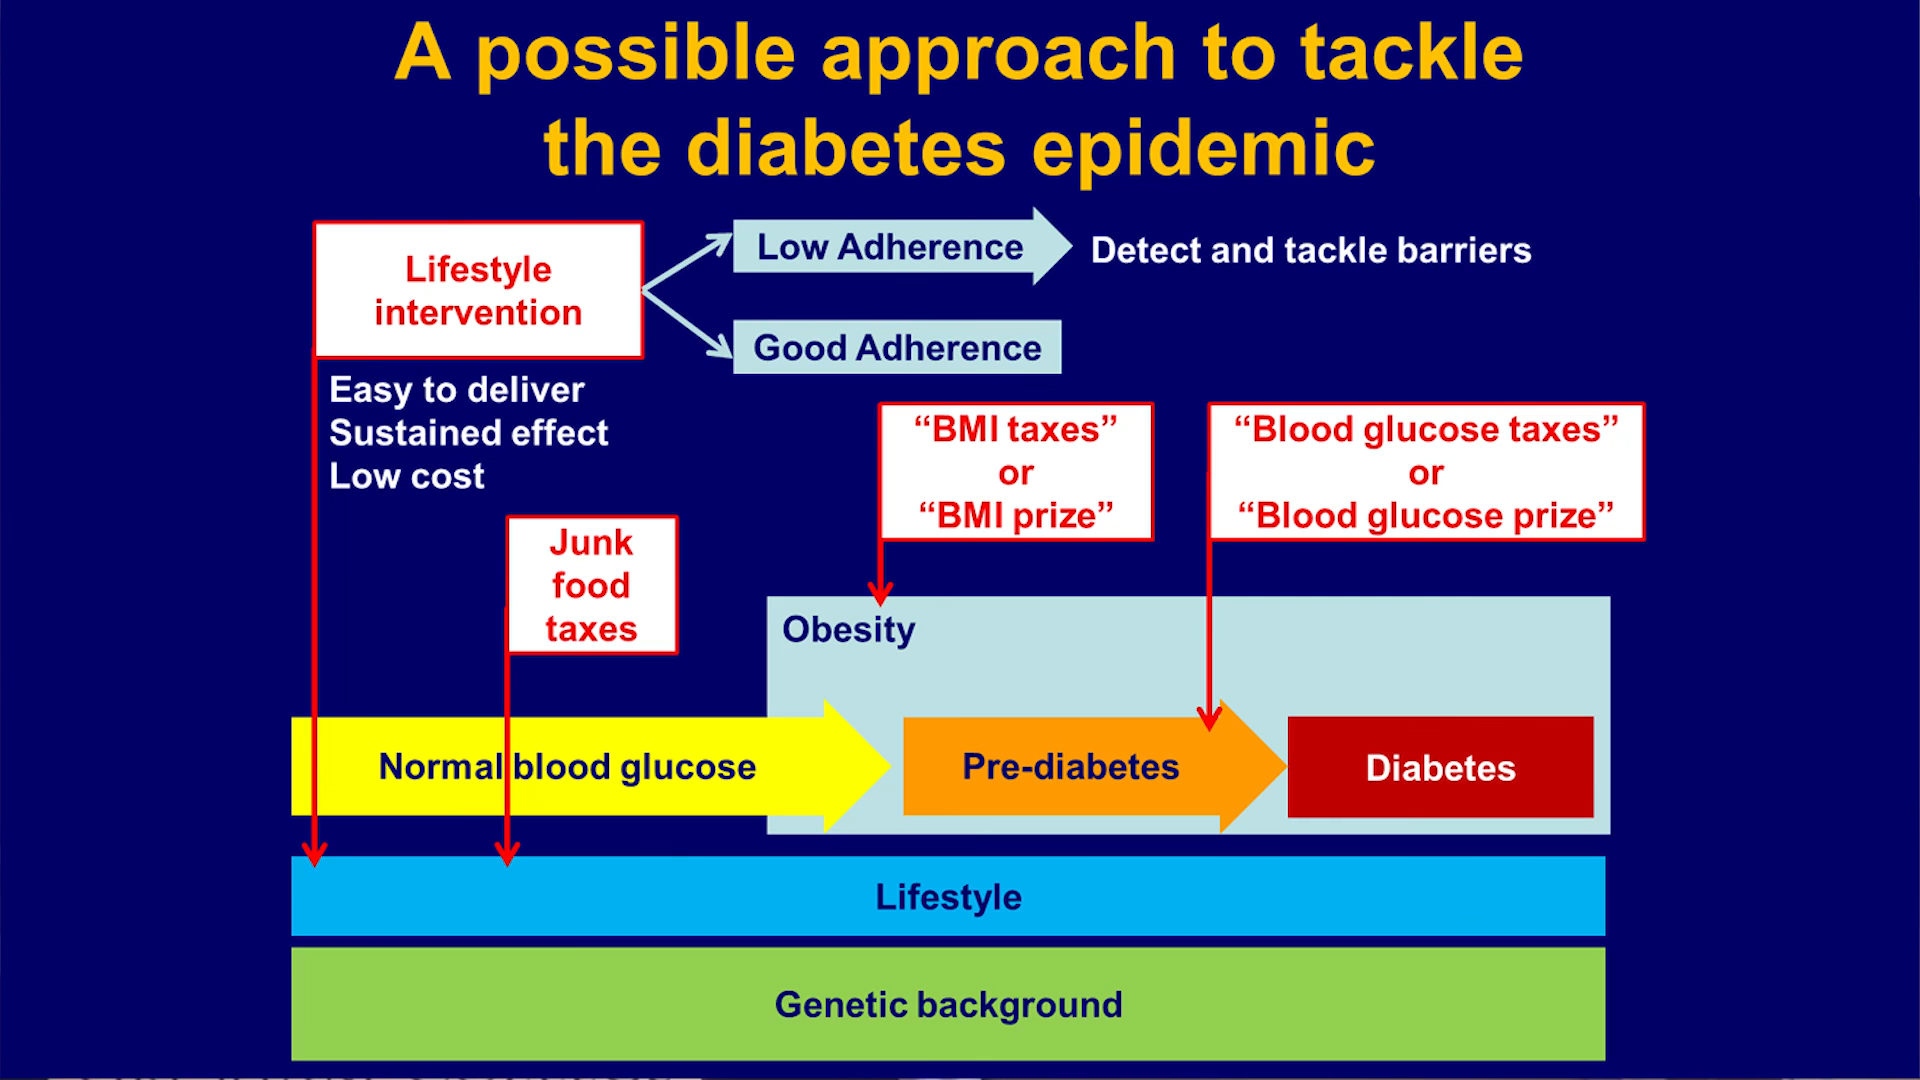 A possible approach to tackle
the diabetes epidemic
Lifestyle
intervention
Low Adherence
Detect and tackle barriers
Good Adherence
Easy to deliver
Sustained effect
Low cost
“BMI taxes”
or
“BMI prize”
“Blood glucose taxes”
or
“Blood glucose prize”
Junk
food
taxes
Obesity
Normal blood glucose
Pre-diabetes
Diabetes
Lifestyle
Genetic background